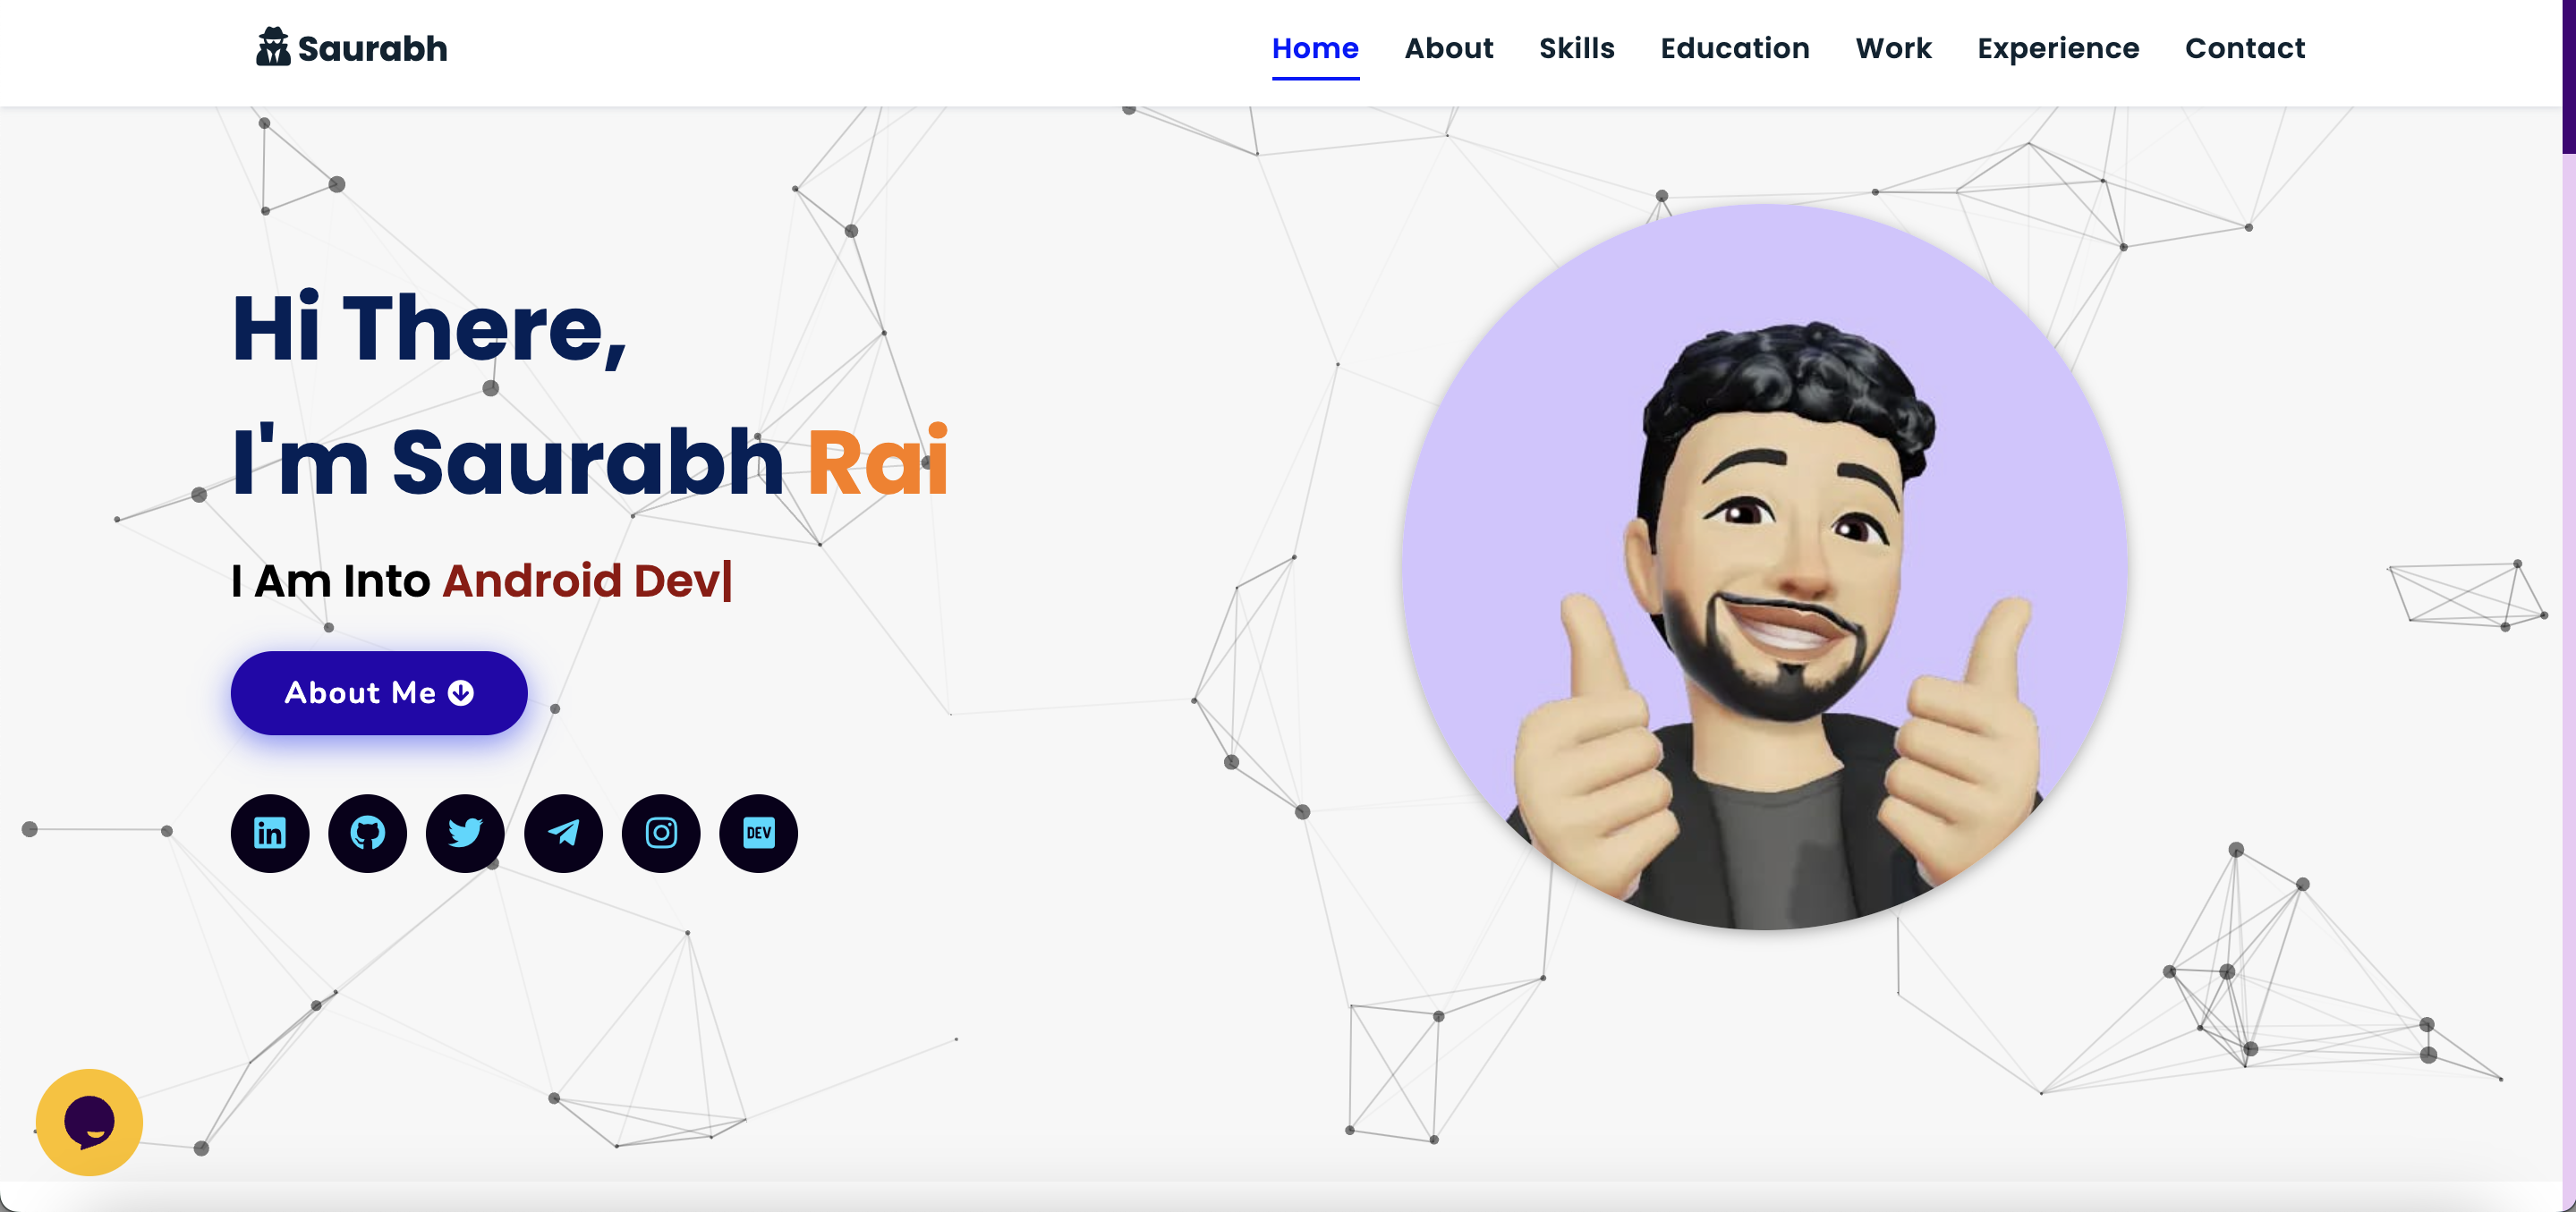 Saurabh
Home About Skills Education Work Experience Contact
Hi There,
I'm Saurabh Rai
I Am Into Android Dev|
About Me
in
DEV